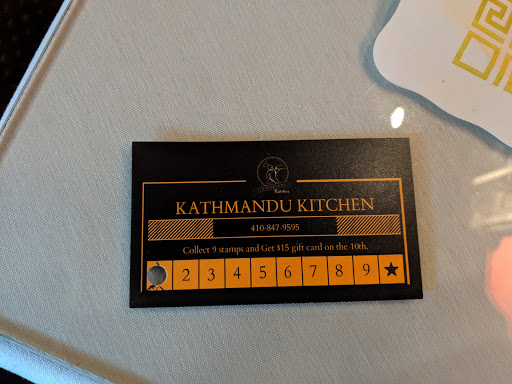 Kitchen
KATHMANDU KITCHEN
410-847-9595
Collect 9 stamps and Get $15 gift card on the 10th.
2 3 4 5 6 7 8 9 ★